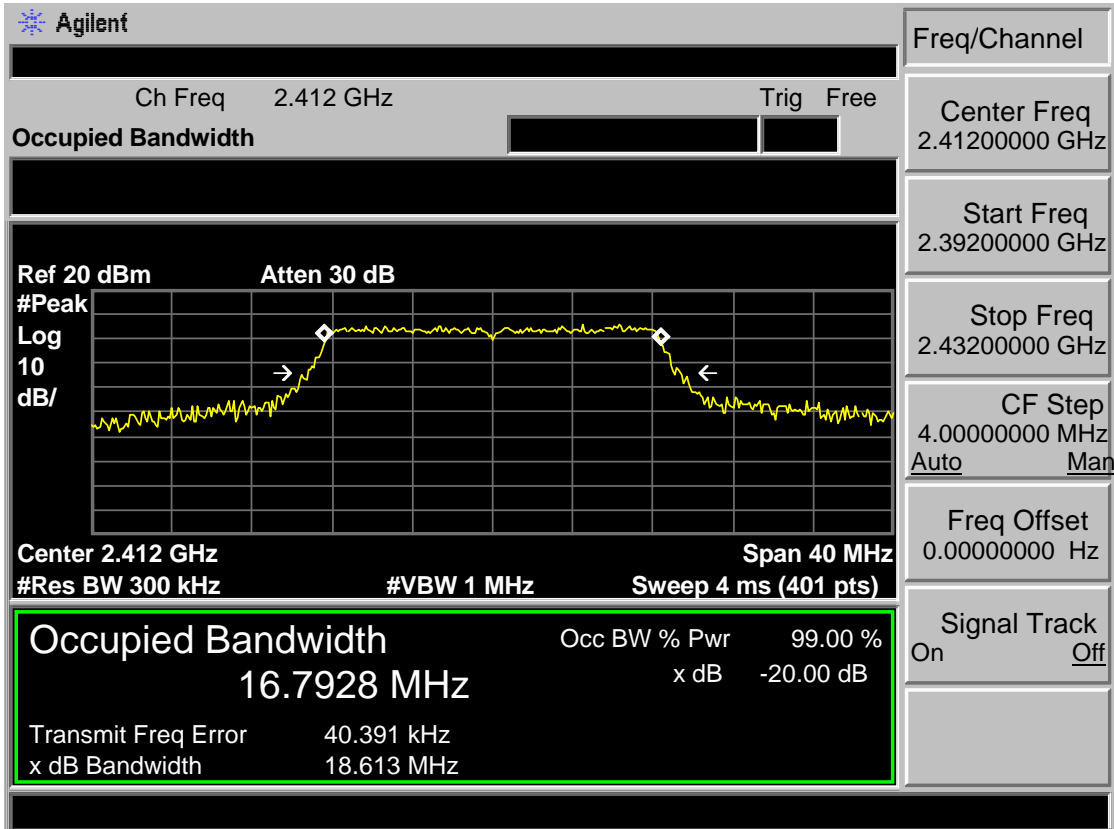 Agilent
Freq/Channel
Ch Freq 2.412 GHz Trig Free
Occupied Bandwidth
Center Freq
2.41200000 GHz
Start Freq
2.39200000 GHz
Stop Freq
2.43200000 GHz
CF Step
4.00000000 MHz
Auto Man
Freq Offset
0.00000000 Hz
Signal Track
On Off
Ref 20 dBm Atten 30 dB
#Peak
Log
10
dB/
Center 2.412 GHz Span 40 MHz
#Res BW 300 kHz #VBW 1 MHz Sweep 4 ms (401 pts)
Occupied Bandwidth Occ BW % Pwr 99.00 %
16.7928 MHz x dB -20.00 dB
Transmit Freq Error 40.391 kHz
x dB Bandwidth 18.613 MHz